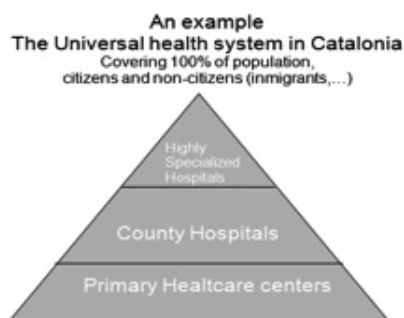 An example
The Universal health system in Catalonia
Covering 100% of population,
citizens and non-citizens (inmigrants,...)
Highly
Specialized
Hospitals
County Hospitals
Primary Healtcare centers